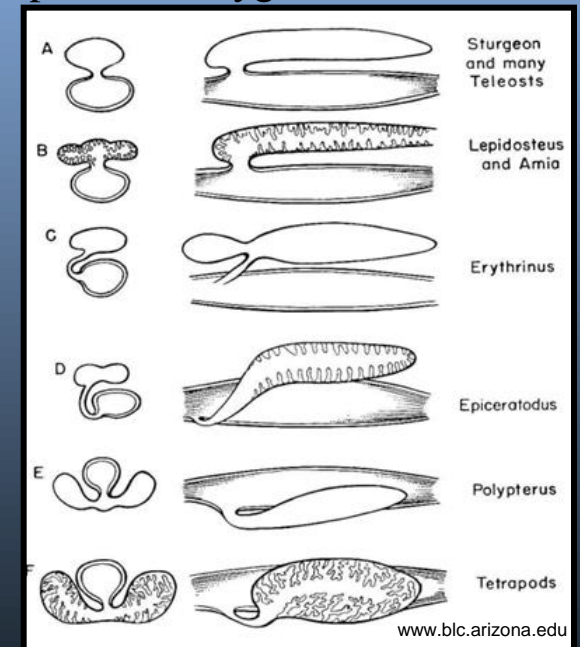 A
Sturgeon
and many
Teleosts
B
Lepidosteus
and Amia
C
Erythrinus
D
Epiceratodus
E
Polypterus
F
Tetrapods
www.blc.arizona.edu